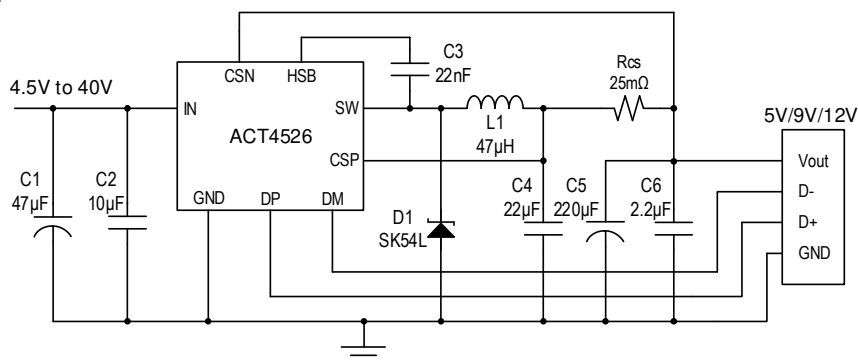 CSN
HSB
C3
22nF
Rcs
25mΩ
4.5V to 40V
IN
SW
ACT4526
L1
47µH
5V/9V/12V
CSP
Vout
C1
47µF
C2
10µF
GND
DP
DM
D1
SK54L
C4
22µF
C5
220µF
C6
2.2µF
D-
D+
GND